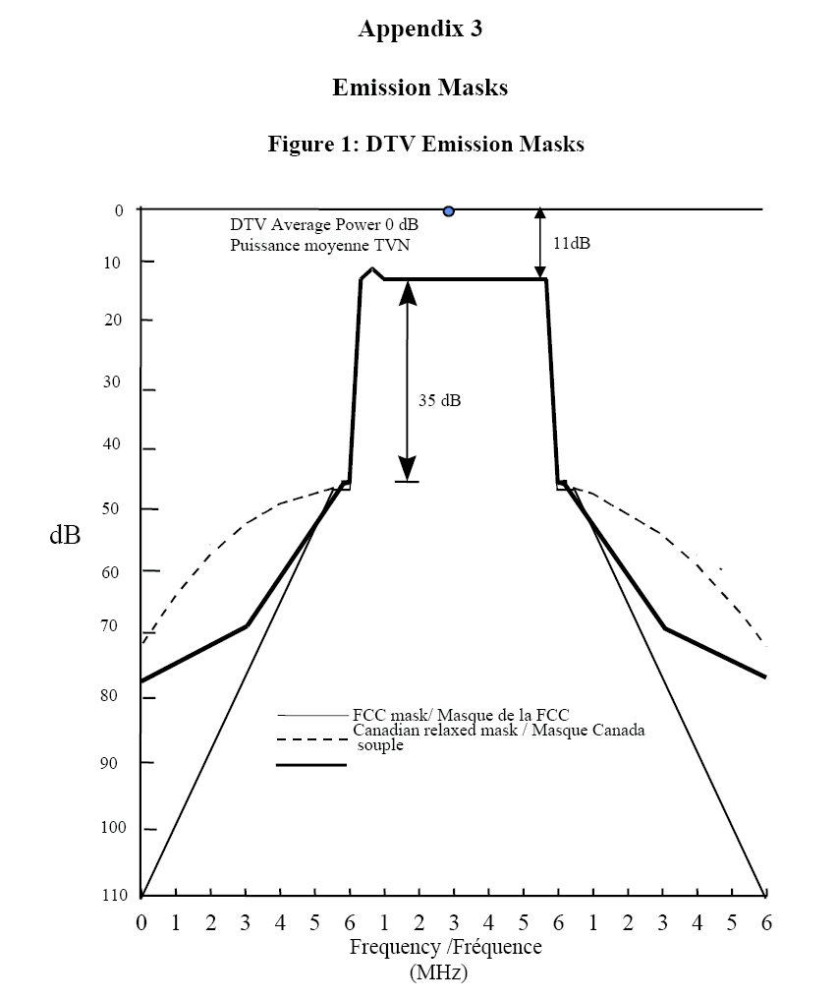 Appendix 3
Emission Masks
Figure 1: DTV Emission Masks
0
DTV Average Power 0 dB
Puissance moyenne TVN
11dB
10
20
30
35 dB
40
50
dB
60
70
80
FCC mask/ Masque de la FCC
Canadian relaxed mask / Masque Canada
souple
90
100
110
0 1 2 3 4 5 6 1 2 3 4 5 6 1 2 3 4 5 6
Frequency /Fréquence
(MHz)